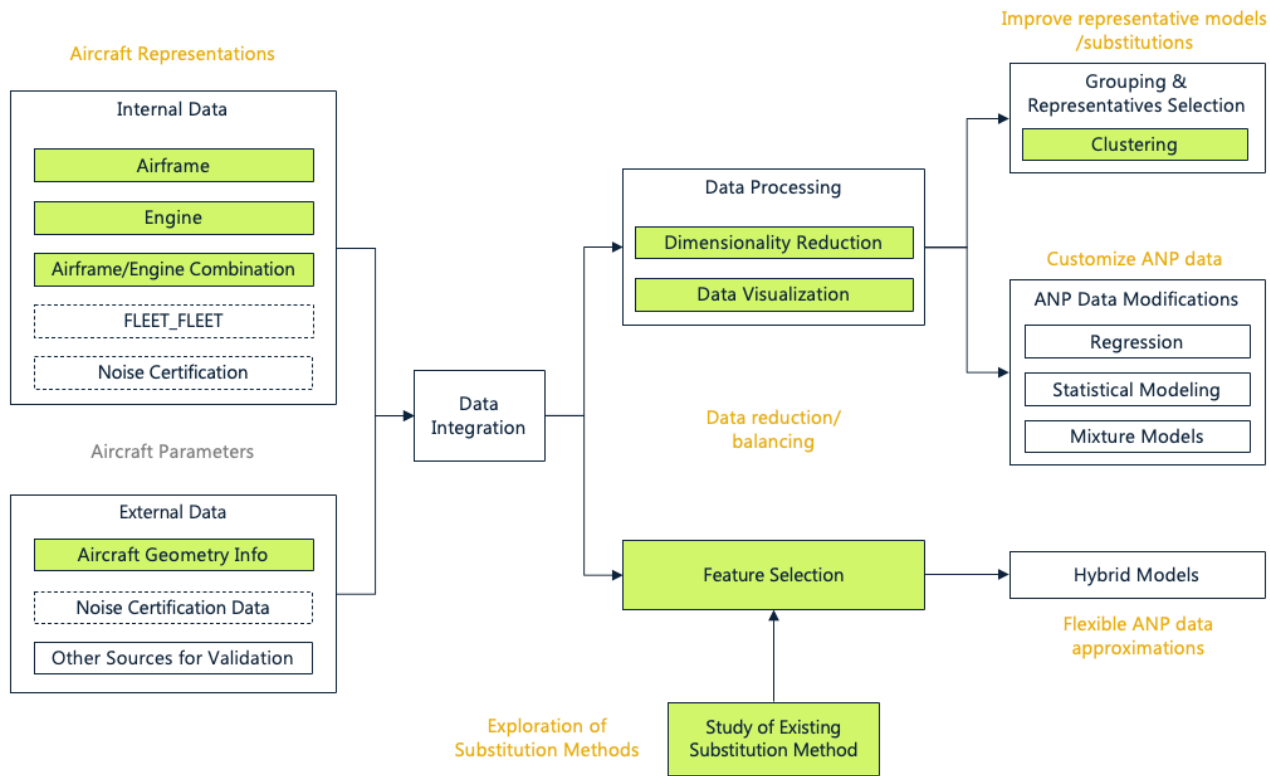 Aircraft Representations
Internal Data
Airframe
Engine
Airframe/Engine Combination
FLEET_FLEET
Noise Certification
Aircraft Parameters
External Data
Aircraft Geometry Info
Noise Certification Data
Other Sources for Validation
Data
Integration
Data Processing
Dimensionality Reduction
Data Visualization
Data reduction/
balancing
Feature Selection
Exploration of
Substitution Methods
Study of Existing
Substitution Method
Improve representative models
/substitutions
Grouping &
Representatives Selection
Clustering
Customize ANP data
ANP Data Modifications
Regression
Statistical Modeling
Mixture Models
Hybrid Models
Flexible ANP data
approximations